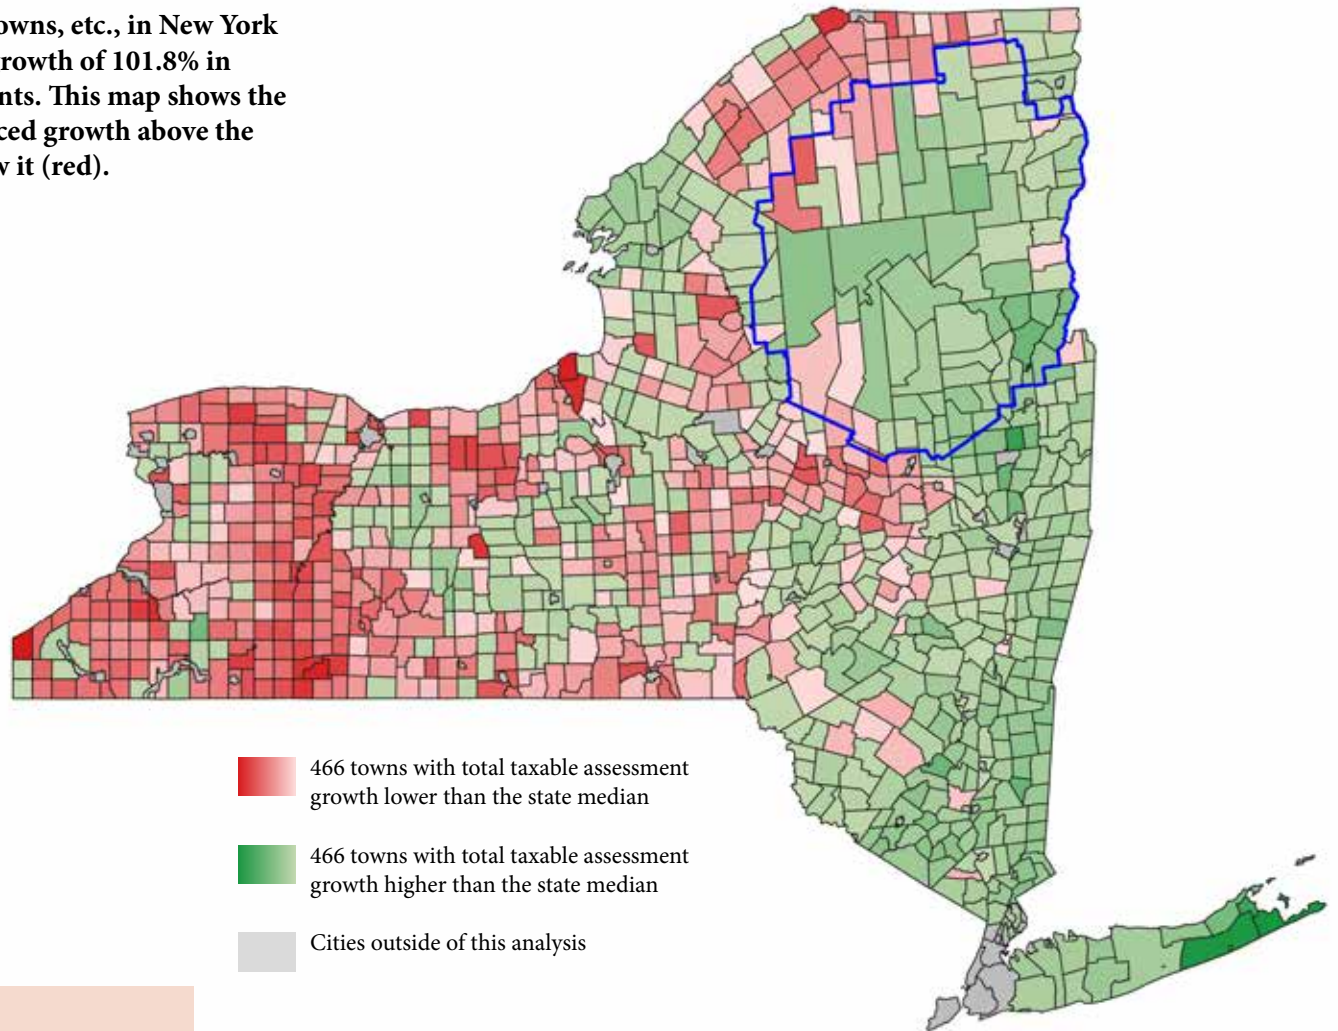 owns, etc., in New York
rowth of 101.8% in
nts. This map shows the
ced growth above the
w it (red).
466 towns with total taxable assessment
growth lower than the state median
466 towns with total taxable assessment
growth higher than the state median
Cities outside of this analysis